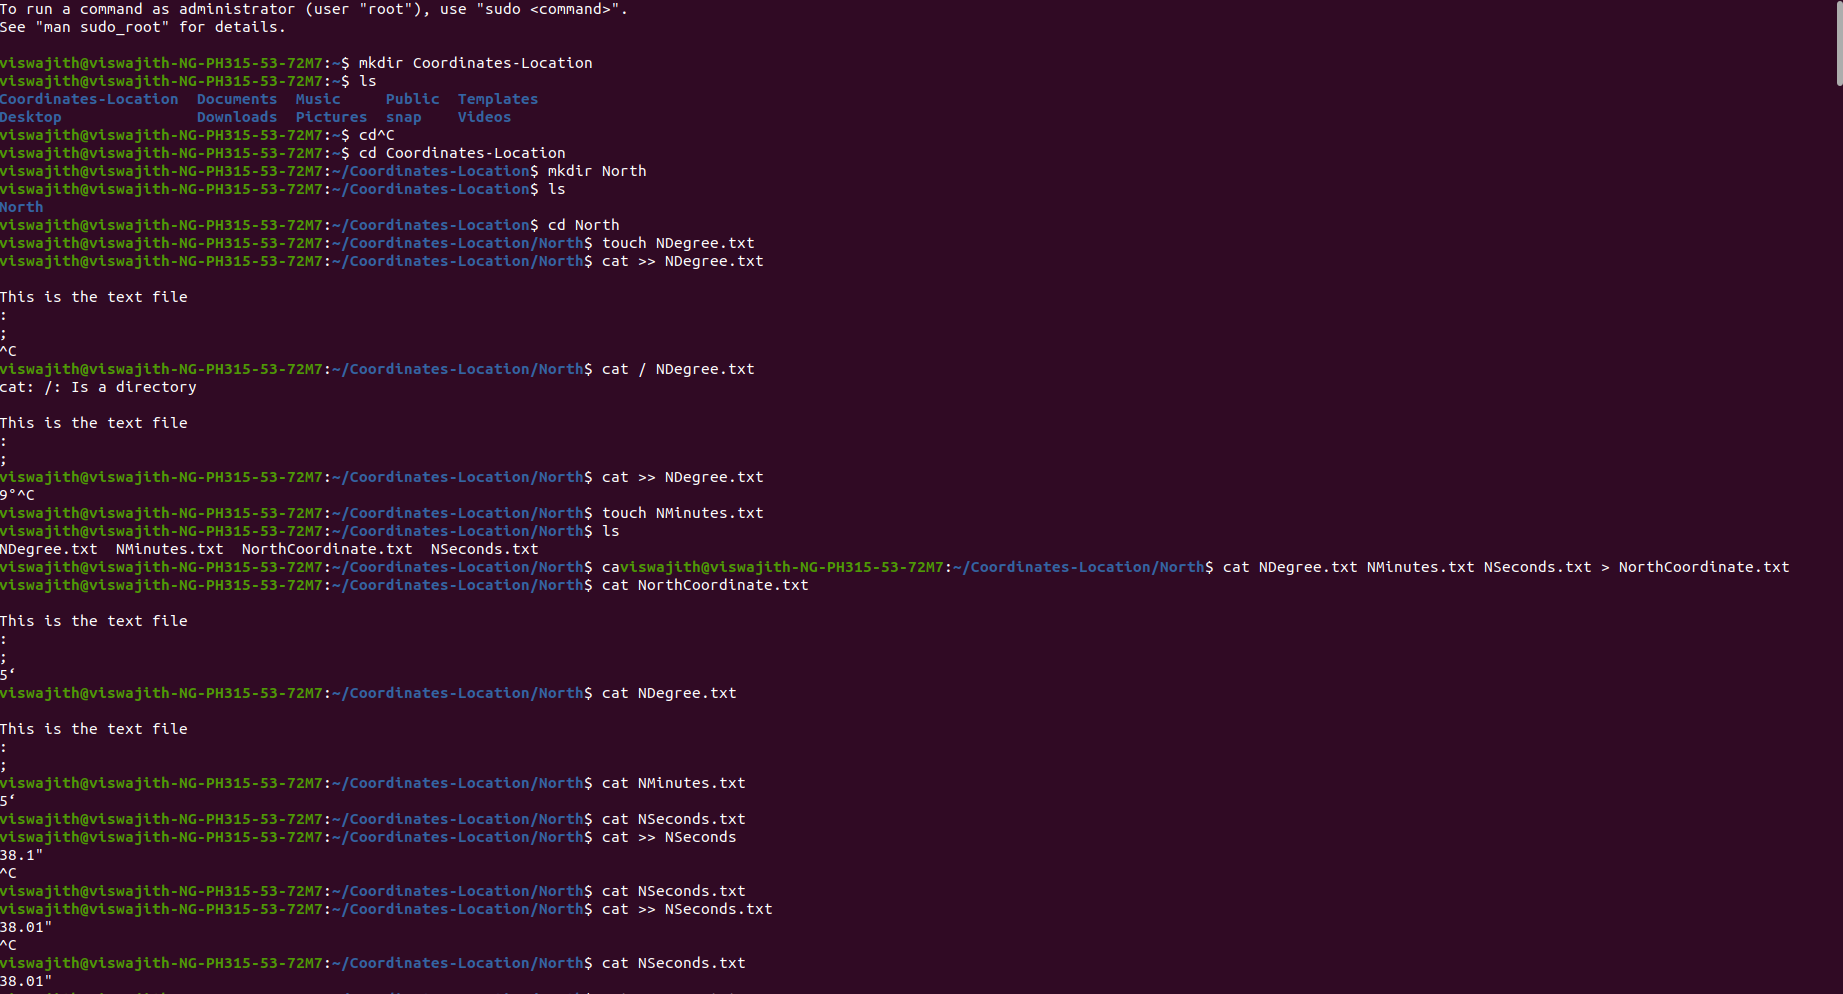 To run a command as administrator (user "root"), use "sudo <command>".
See "man sudo_root" for details.
viswajith@viswajith-NG-PH315-53-72M7:~$ mkdir Coordinates-Location
viswajith@viswajith-NG-PH315-53-72M7:~$ ls
Coordinates-Location  Documents  Music     Public  Templates
Desktop               Downloads  Pictures  snap    Videos
viswajith@viswajith-NG-PH315-53-72M7:~$ cd^C
viswajith@viswajith-NG-PH315-53-72M7:~$ cd Coordinates-Location
viswajith@viswajith-NG-PH315-53-72M7:~/Coordinates-Location$ mkdir North
viswajith@viswajith-NG-PH315-53-72M7:~/Coordinates-Location$ ls
North
viswajith@viswajith-NG-PH315-53-72M7:~/Coordinates-Location$ cd North
viswajith@viswajith-NG-PH315-53-72M7:~/Coordinates-Location/North$ touch NDegree.txt
viswajith@viswajith-NG-PH315-53-72M7:~/Coordinates-Location/North$ cat >> NDegree.txt
This is the text file
:
;
^C
viswajith@viswajith-NG-PH315-53-72M7:~/Coordinates-Location/North$ cat / NDegree.txt
cat: /: Is a directory
This is the text file
:
;
viswajith@viswajith-NG-PH315-53-72M7:~/Coordinates-Location/North$ cat >> NDegree.txt
9°^C
viswajith@viswajith-NG-PH315-53-72M7:~/Coordinates-Location/North$ touch NMinutes.txt
viswajith@viswajith-NG-PH315-53-72M7:~/Coordinates-Location/North$ ls
NDegree.txt  NMinutes.txt  NorthCoordinate.txt  NSeconds.txt
viswajith@viswajith-NG-PH315-53-72M7:~/Coordinates-Location/North$ caviswajith@viswajith-NG-PH315-53-72M7:~/Coordinates-Location/North$ cat NDegree.txt NMinutes.txt NSeconds.txt > NorthCoordinate.txt
viswajith@viswajith-NG-PH315-53-72M7:~/Coordinates-Location/North$ cat NorthCoordinate.txt
This is the text file
:
;
5‘
viswajith@viswajith-NG-PH315-53-72M7:~/Coordinates-Location/North$ cat NDegree.txt
This is the text file
:
;
viswajith@viswajith-NG-PH315-53-72M7:~/Coordinates-Location/North$ cat NMinutes.txt
5‘
viswajith@viswajith-NG-PH315-53-72M7:~/Coordinates-Location/North$ cat NSeconds.txt
viswajith@viswajith-NG-PH315-53-72M7:~/Coordinates-Location/North$ cat >> NSeconds
38.1"
^C
viswajith@viswajith-NG-PH315-53-72M7:~/Coordinates-Location/North$ cat NSeconds.txt
viswajith@viswajith-NG-PH315-53-72M7:~/Coordinates-Location/North$ cat >> NSeconds.txt
38.01"
^C
viswajith@viswajith-NG-PH315-53-72M7:~/Coordinates-Location/North$ cat NSeconds.txt
38.01"